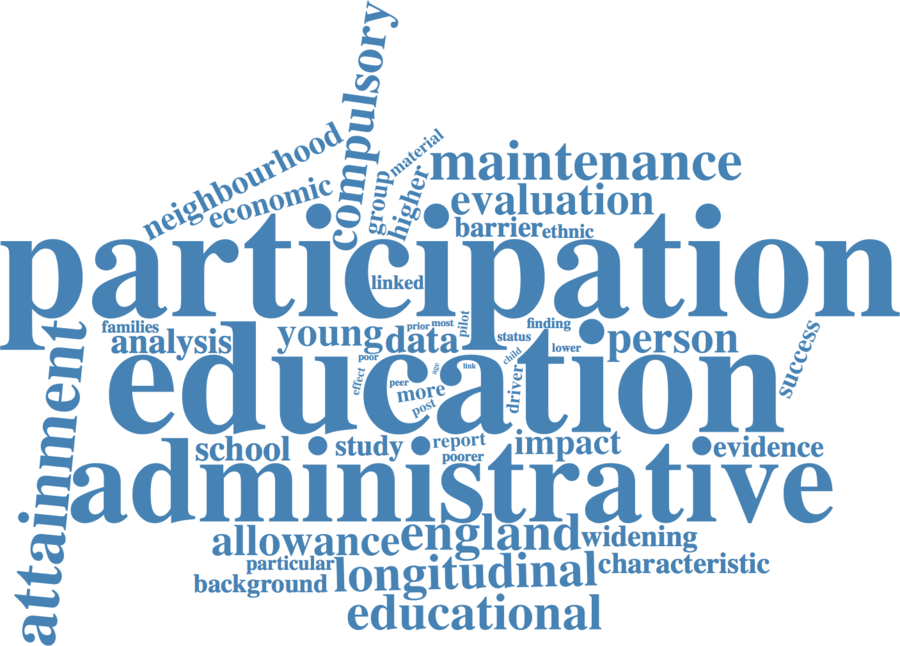 compulsory
neighbourhood
material
maintenance
economic
group
higher
evaluation
barrier
ethnic
participation
linked
families
prior
most
pilot
finding
status
analysis
young
data
person
success
poor
child
lower
education
effect
peer
age
link
driver
more
post
attainment
school
study
report
impact
evidence
poorer
administrative
allowance
england
widening
particular
characteristic
background
longitudinal
educational